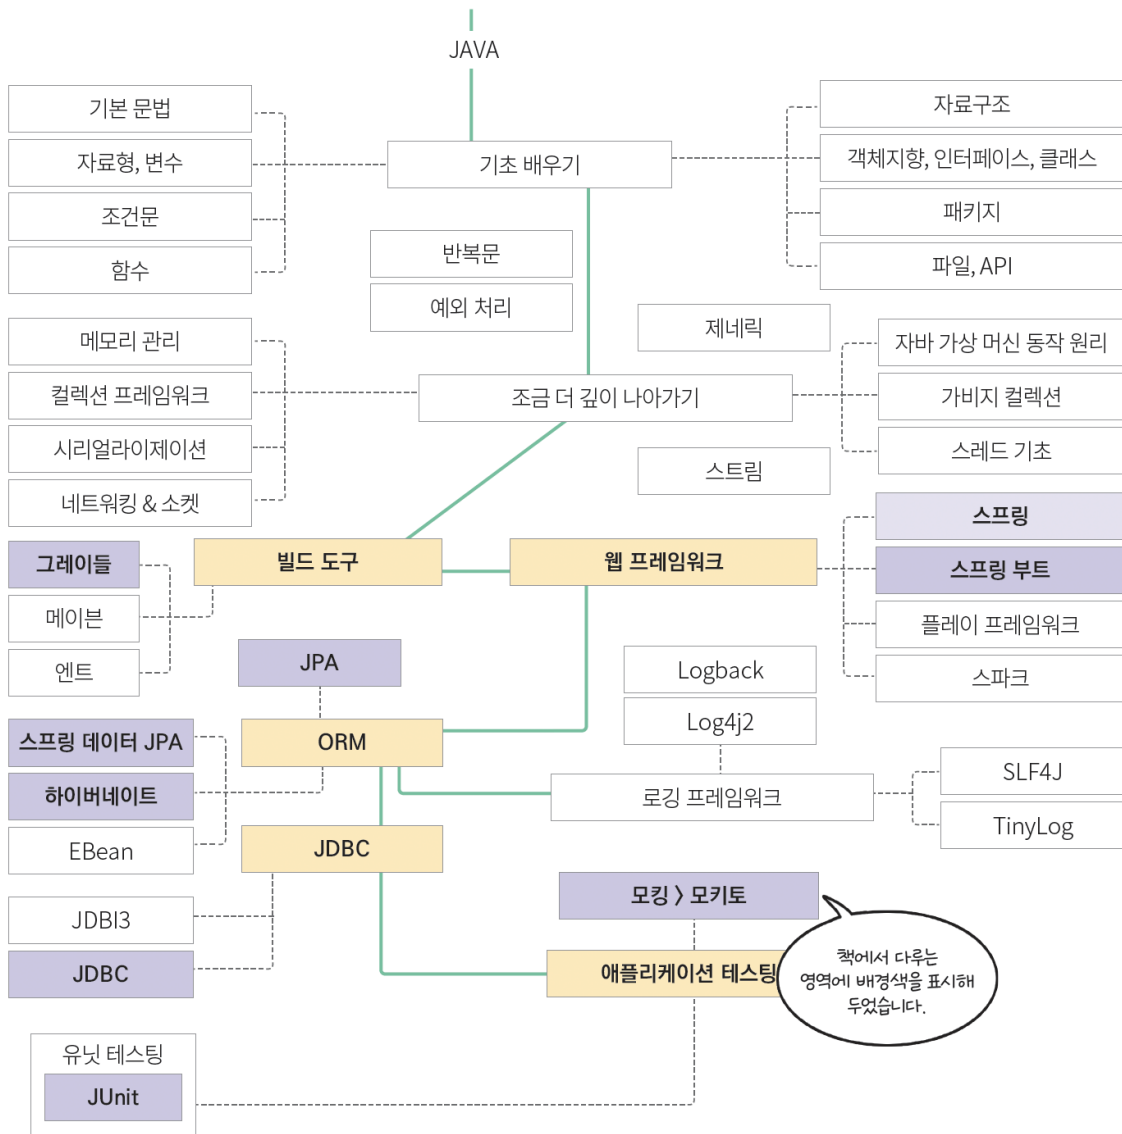 JAVA
기본 문법
자료형, 변수
조건문
함수
기초 배우기
자료구조
객체지향, 인터페이스, 클래스
패키지
파일, API
반복문
예외 처리
메모리 관리
컬렉션 프레임워크
시리얼라이제이션
네트워킹 & 소켓
조금 더 깊이 나아가기
제네릭
스트림
자바 가상 머신 동작 원리
가비지 컬렉션
스레드 기초
그레이들
메이븐
엔트
빌드 도구
웹 프레임워크
스프링
스프링 부트
플레이 프레임워크
스파크
JPA
ORM
스프링 데이터 JPA
하이버네이트
EBean
Logback
Log4j2
로깅 프레임워크
SLF4J
TinyLog
JDBC
JDBI3
JDBC
모킹 > 모키토
애플리케이션 테스팅
책에서 다루는
영역에 배경색을 표시해
두었습니다.
유닛 테스팅
JUnit